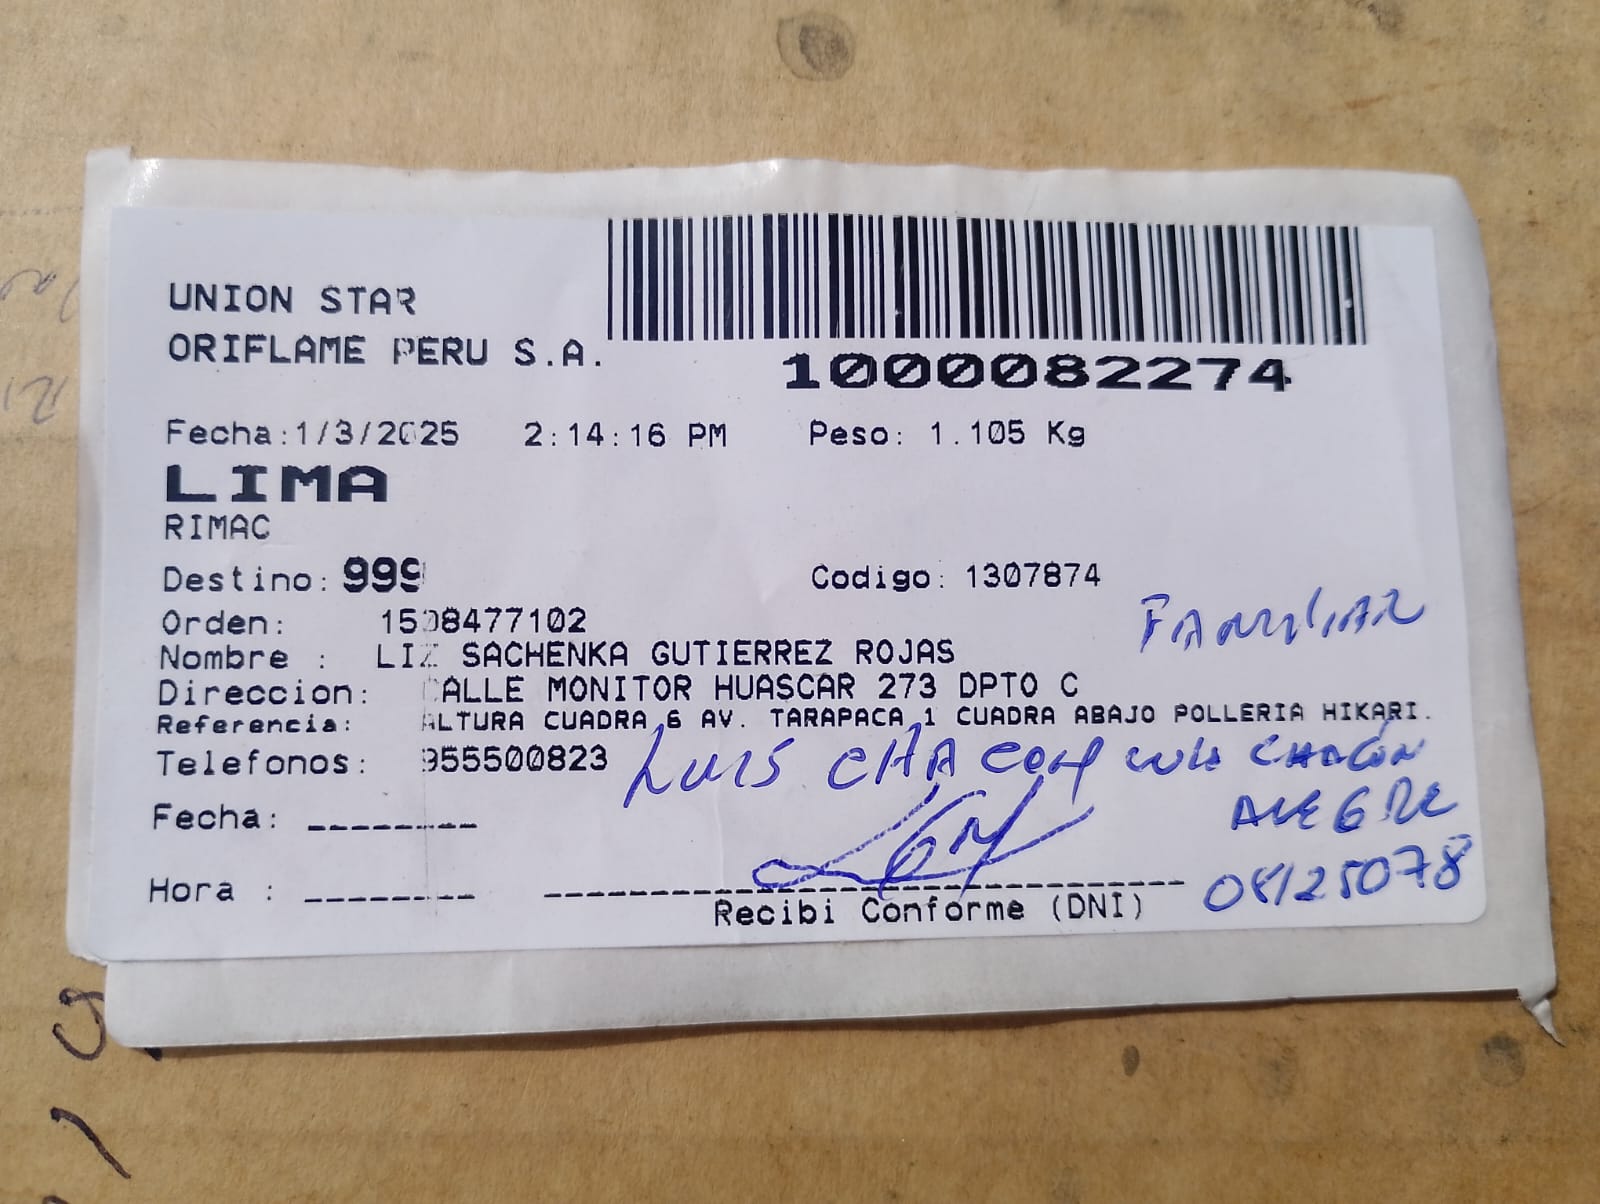 UNION STAR
ORIFLAME PERU S.A.
1000082274
Fecha:1/3/2025 2:14:16 PM Peso: 1.105 Kg
LIMA
RIMAC
Destino: 999 Codigo: 1307874
Orden: 1508477102
FAMILIAR
Nombre : LIZ SACHENKA GUTIERREZ ROJAS
Direccion: CALLE MONITOR HUASCAR 273 DPTO C
Referencia: ALTURA CUADRA 6 AV. TARAPACA 1 CUADRA ABAJO POLLERIA HIKARI.
Telefonos: 955500823
LUIS CHACON LUIS CHACON
ALEGRE
Fecha: --------
08125078
Hora : --------
Recibi Conforme (DNI)